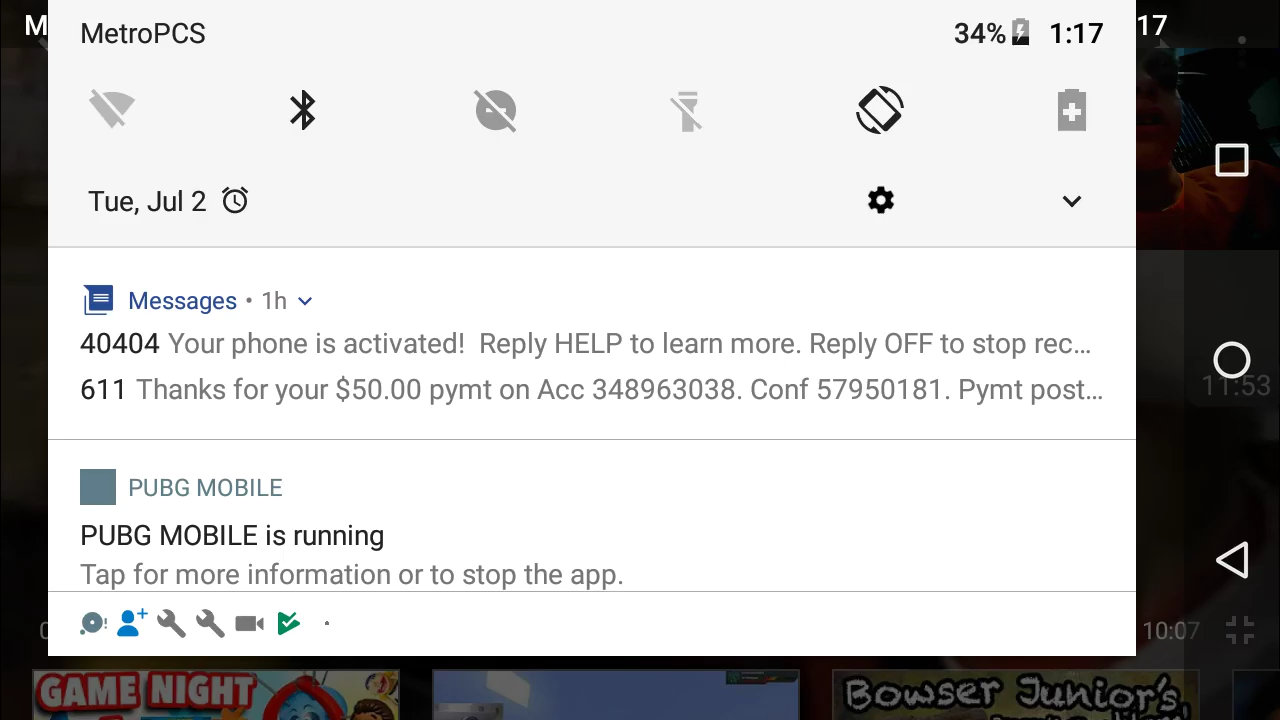 M
MetroPCS
34%
1:17
17
Tue, Jul 2
Messages • 1h
40404 Your phone is activated!  Reply HELP to learn more. Reply OFF to stop rec…
611 Thanks for your $50.00 pymt on Acc 348963038. Conf 57950181. Pymt post…
11:53
PUBG MOBILE
PUBG MOBILE is running
Tap for more information or to stop the app.
10:07
GAME NIGHT
BOWSER JUNIOR'S